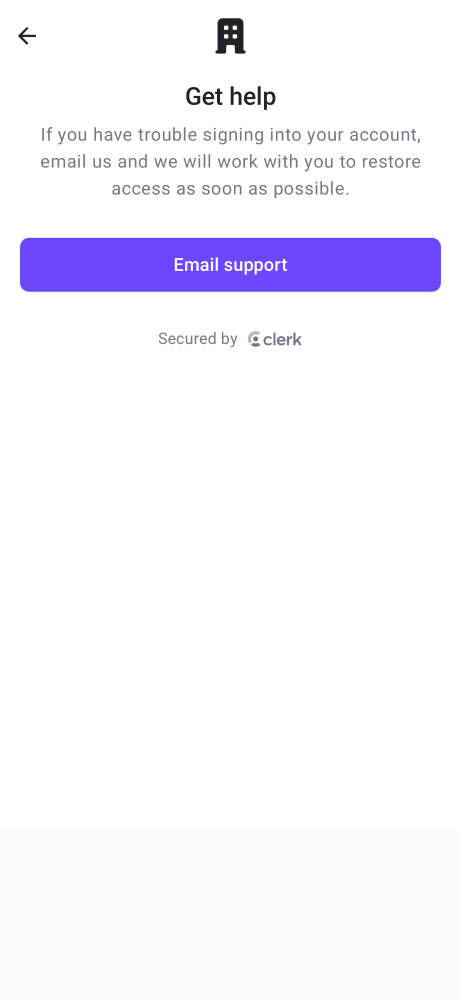 Get help
If you have trouble signing into your account,
email us and we will work with you to restore
access as soon as possible.
Email support
Secured by clerk